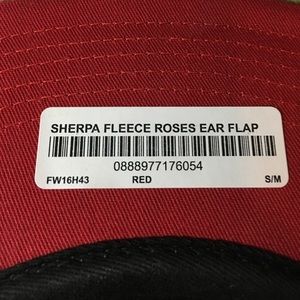 SHERPA FLEECE ROSES EAR FLAP
0888977176054
FW16H43 RED S/M